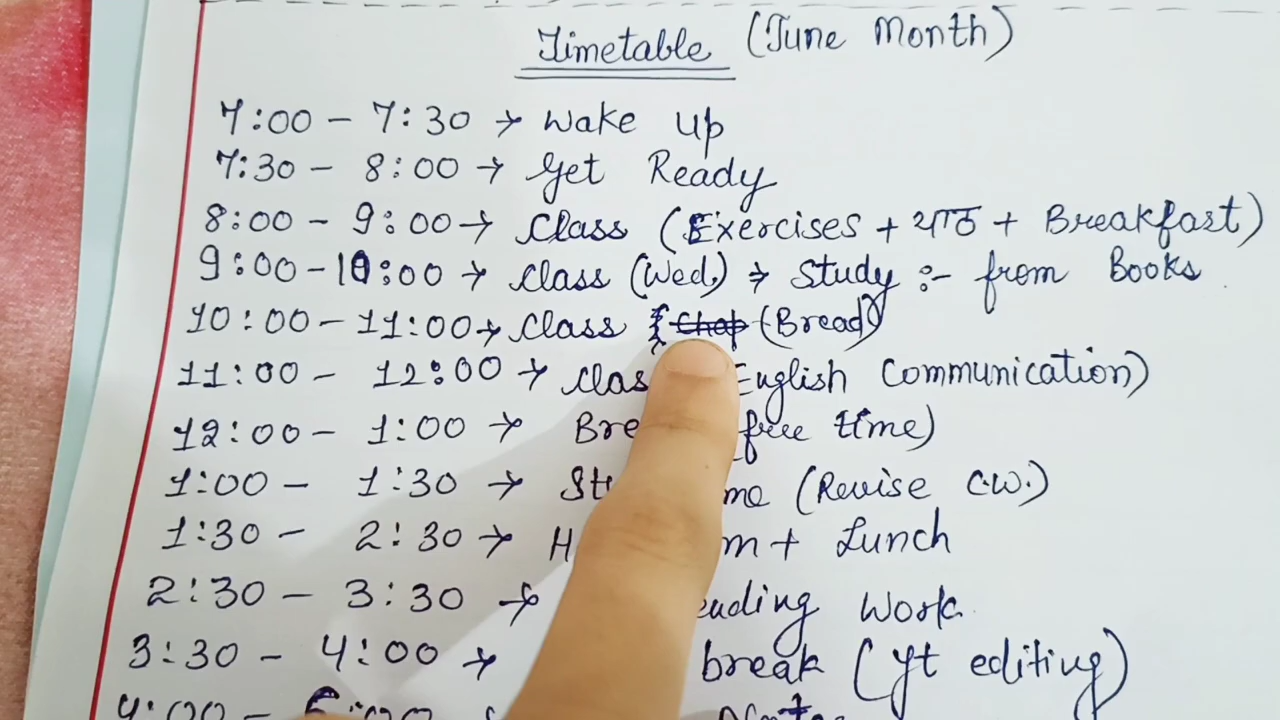 Timetable (June Month)
7:00 - 7:30 → Wake up
7:30 - 8:00 → Get Ready
8:00 - 9:00 → Class (Exercises + पाठ + Breakfast)
9:00 - 10:00 → Class (Wed.) → Study :- from Books
10:00 - 11:00 → Class (Bread)
11:00 - 12:00 → English Communication)
12:00 - 1:00 → free time)
1:00 - 1:30 → (Revise C.W.)
1:30 - 2:30 → + Lunch
2:30 - 3:30 → Work
3:30 - 4:00 → break (yt editing)
4:00 -